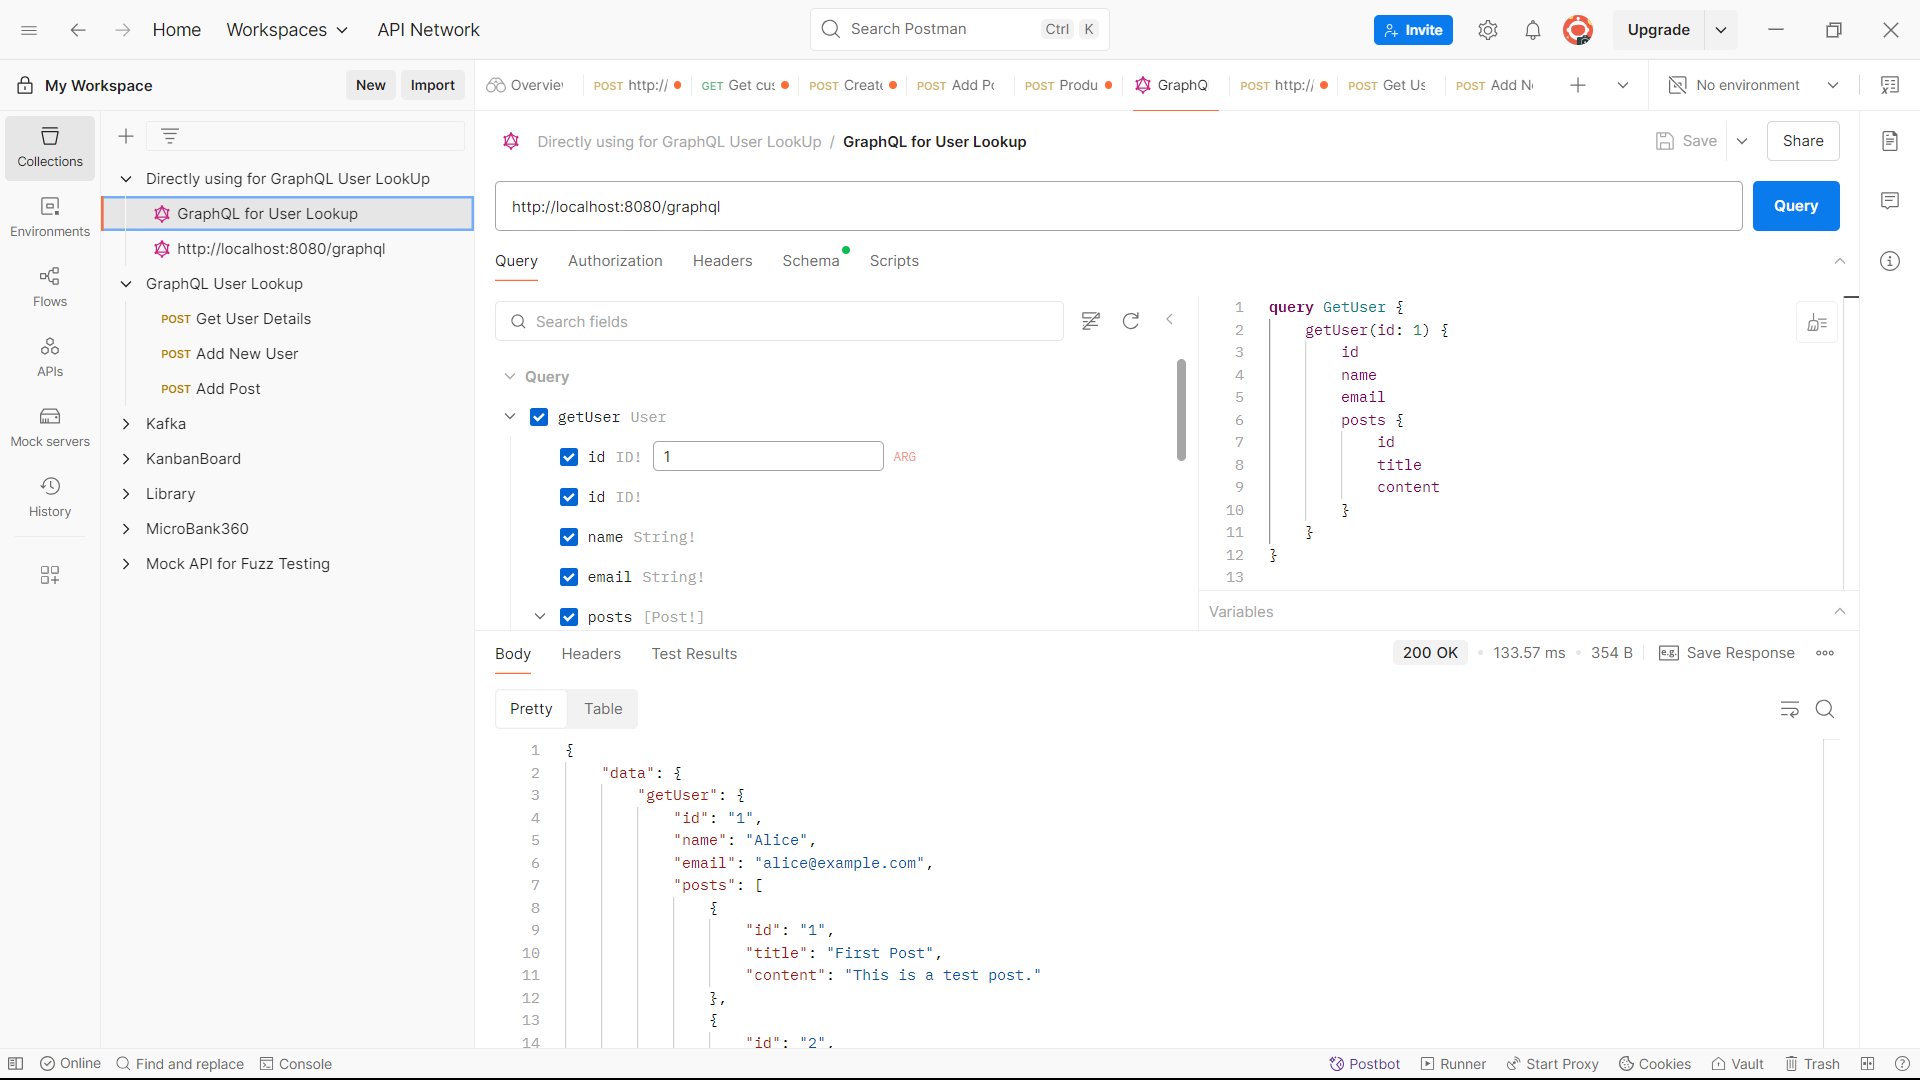 Home Workspaces API Network Search Postman Ctrl K Invite Upgrade
My Workspace New Import
Overvie POST http:// GET Get cus POST Create POST Add Po POST Produ GraphQ POST http:// POST Get Us POST Add N No environment
Collections
Environments
Flows
APIs
Mock servers
History
Directly using for GraphQL User LookUp
GraphQL for User Lookup
http://localhost:8080/graphql
GraphQL User Lookup
POST Get User Details
POST Add New User
POST Add Post
Kafka
KanbanBoard
Library
MicroBank360
Mock API for Fuzz Testing
Directly using for GraphQL User LookUp / GraphQL for User Lookup Save Share
http://localhost:8080/graphql Query
Query Authorization Headers Schema Scripts
Search fields
Query
getUser User
id ID! 1 ARG
id ID!
name String!
email String!
posts [Post!]
1 query GetUser {
2 getUser(id: 1) {
3 id
4 name
5 email
6 posts {
7 id
8 title
9 content
10 }
11 }
12 }
13
Variables
Body Headers Test Results 200 OK • 133.57 ms • 354 B e.g. Save Response
Pretty Table
1 {
2 "data": {
3 "getUser": {
4 "id": "1",
5 "name": "Alice",
6 "email": "alice@example.com",
7 "posts": [
8 {
9 "id": "1",
10 "title": "First Post",
11 "content": "This is a test post."
12 },
13 {
14 "id": "2",
Online Find and replace Console Postbot Runner Start Proxy Cookies Vault Trash